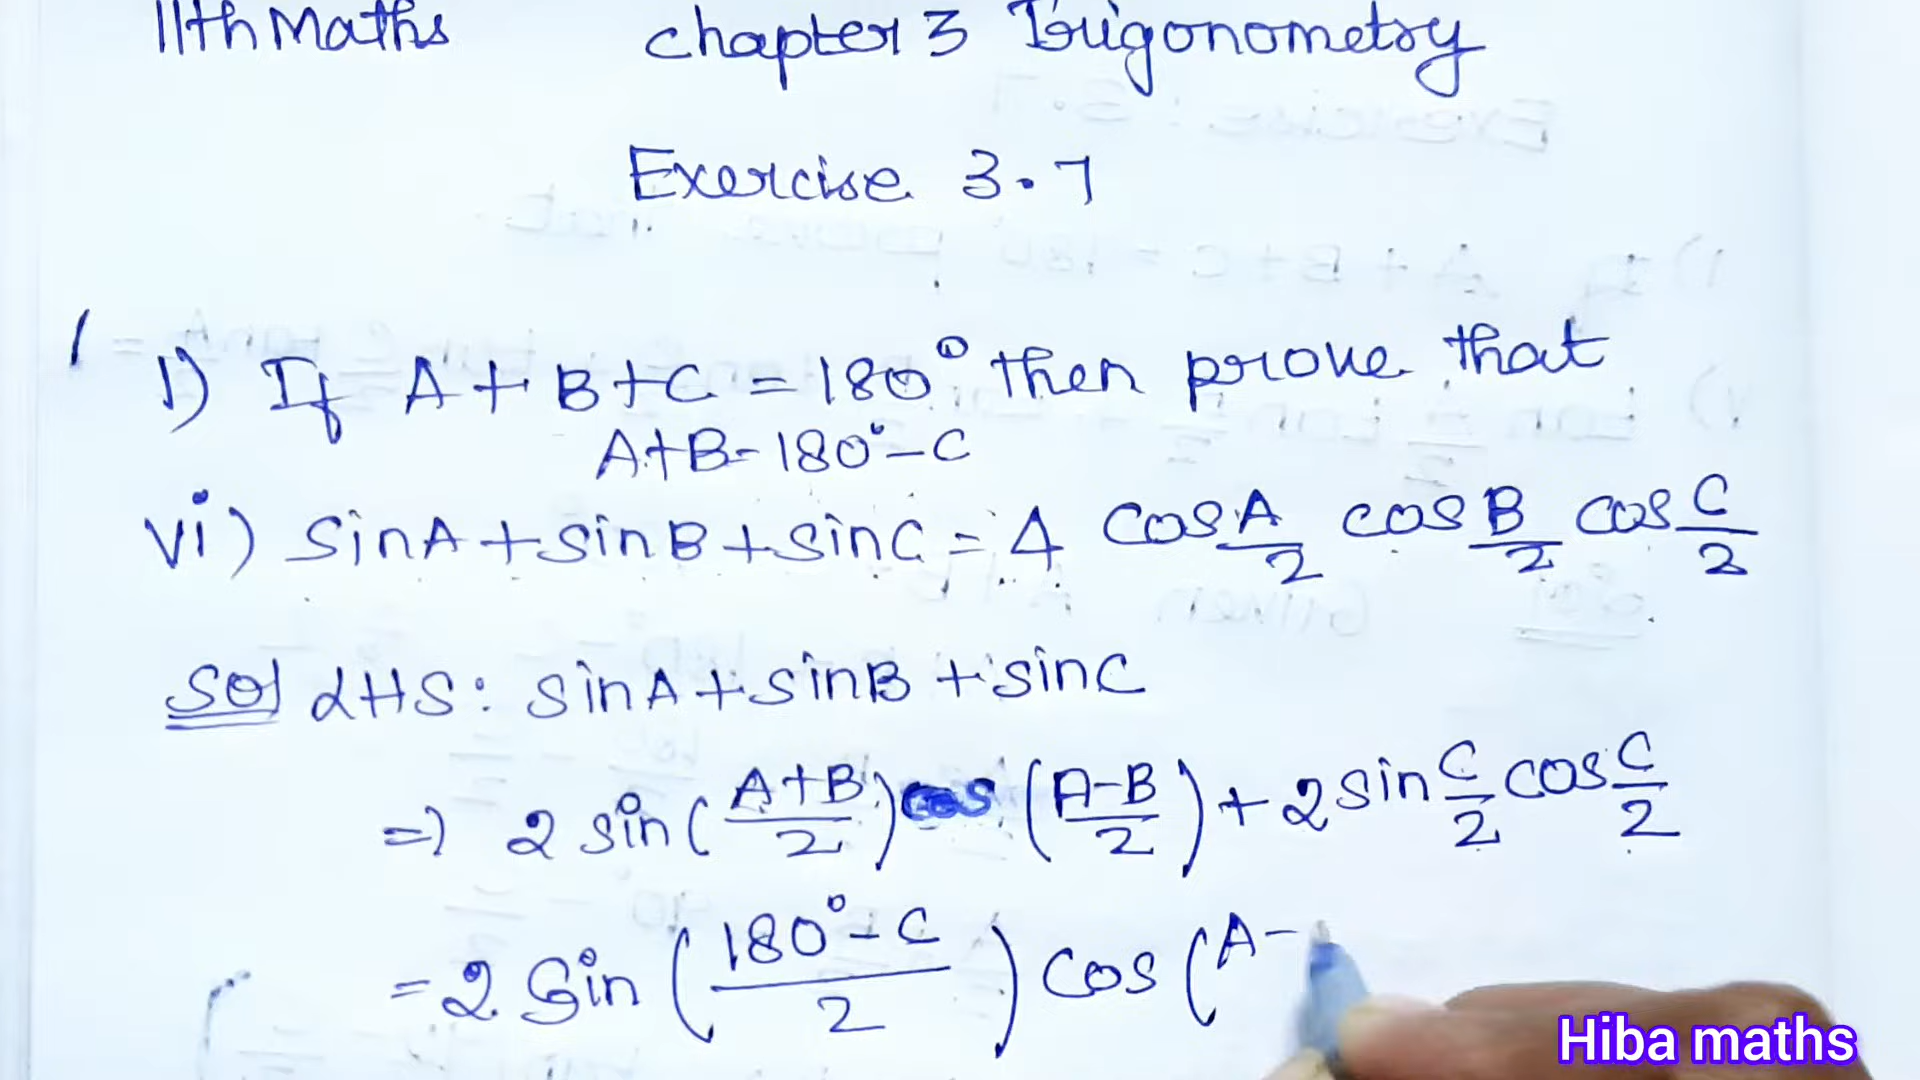 11th Maths chapter 3 Trigonometry
Exercise 3.7
1) If A+B+C=180° then prove that
A+B=180°-C
vi) sinA+sinB+sinC=4 cos A/2 cos B/2 cos C/2
Sol LHS: sinA+sinB+sinC
=> 2 sin(A+B/2)cos(A-B/2)+2sin C/2 cos C/2
=2 Sin(180°-C/2) cos(A-
Hiba maths